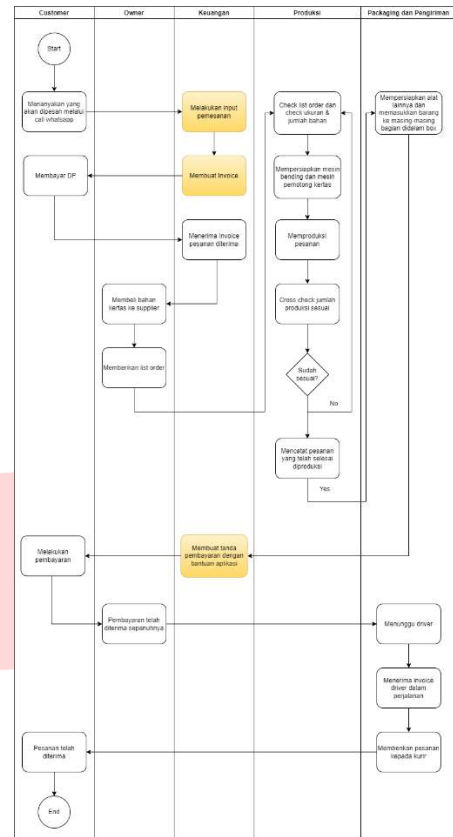 Customer
Owner
Keuangan
Produksi
Packaging dan Pengiriman
Start
Menanyakan yang
akan dipesan melalui
call whatsapp
Melakukan input
pemesanan
Check list order dan
check ukuran &
jumlah bahan
Mempersiapkan alat
lainnya dan
memasukkan barang
ke masing masing
bagian didalam box
Membayar DP
Membuat Invoice
Mempersiapkan mesin
bending dan mesin
pemotong kertas
Menerima invoice
pesanan diterima
Memproduksi
pesanan
Membeli bahan
kertas ke supplier
Cross check jumlah
produksi sesuai
Memberikan list order
Sudah
sesuai?
No
Mencatat pesanan
yang telah selesai
diproduksi
Yes
Melakukan
pembayaran
Membuat tanda
pembayaran dengan
bantuan aplikasi
Pembayaran telah
diterima sepenuhnya
Menunggu driver
Menerima invoice
driver dalam
perjalanan
Pesanan telah
diterima
Memberikan pesanan
kepada kurir
End